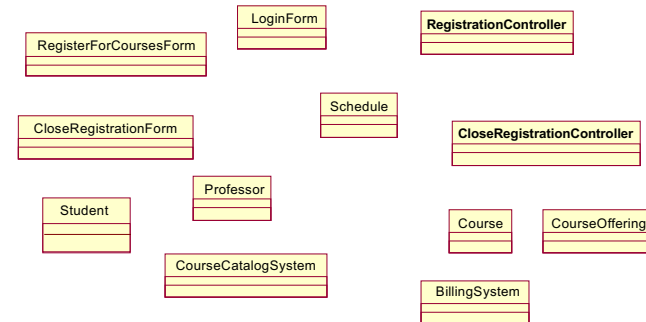 LoginForm
RegistrationController
RegisterForCoursesForm
Schedule
CloseRegistrationForm
CloseRegistrationController
Professor
Student
Course
CourseOffering
CourseCatalogSystem
BillingSystem